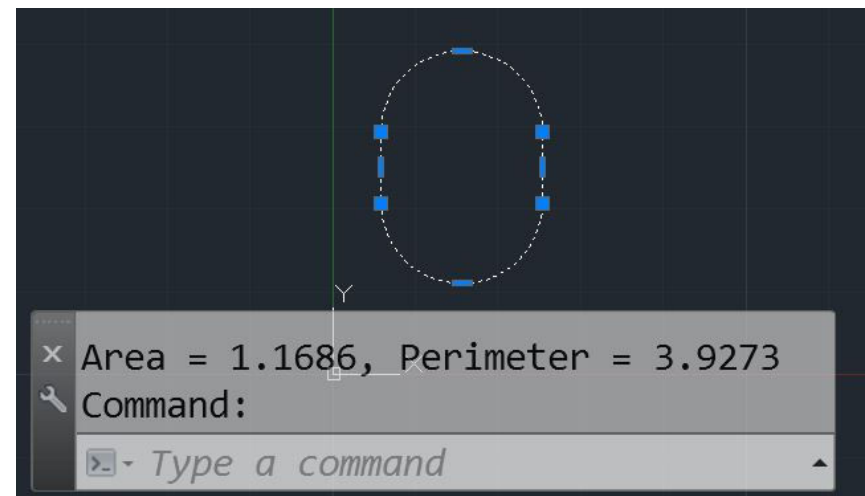 Y
X
Area = 1.1686, Perimeter = 3.9273
Command:
Type a command